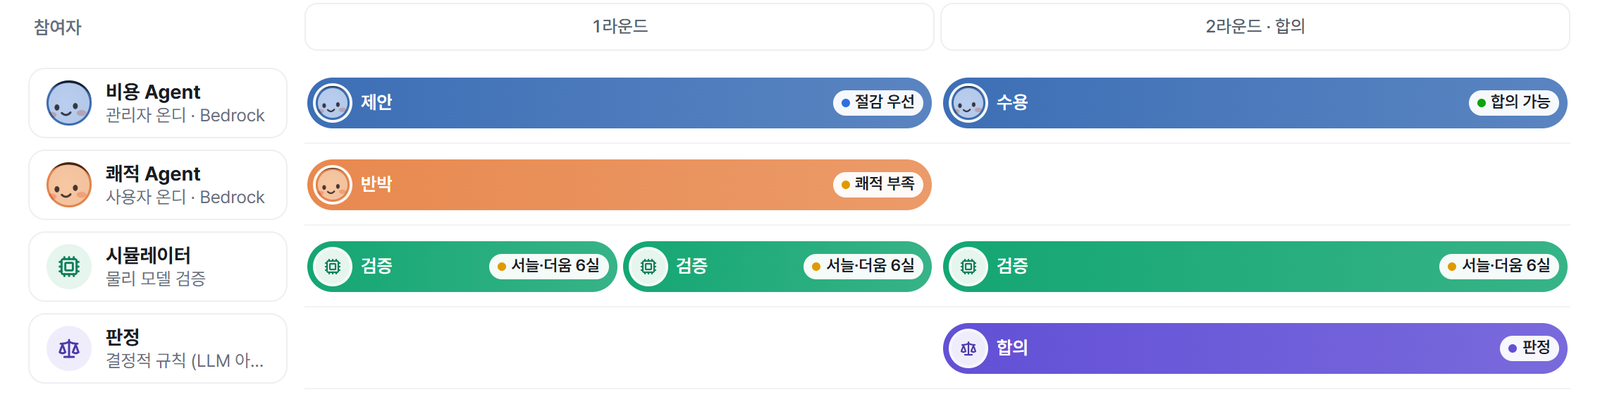 참여자
1라운드
2라운드 · 합의
비용 Agent
관리자 온디 · Bedrock
제안
절감 우선
수용
합의 가능
쾌적 Agent
사용자 온디 · Bedrock
반박
쾌적 부족
시뮬레이터
물리 모델 검증
검증
서늘·더움 6실
검증
서늘·더움 6실
검증
서늘·더움 6실
판정
결정적 규칙 (LLM 아...
합의
판정